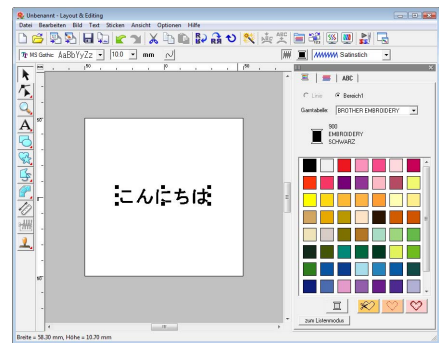 Unbenannt - Layout & Editing
Datei Bearbeiten Bild Text Sticken Ansicht Optionen Hilfe
MS Gothic AaBbYyZz 10.0 mm Satinstich
ABC
Linie Bereich1
Garntabelle: BROTHER EMBROIDERY
900
EMBROIDERY
SCHWARZ
こんにちは
zum Listenmodus
Breite = 58.30 mm, Höhe = 10.70 mm